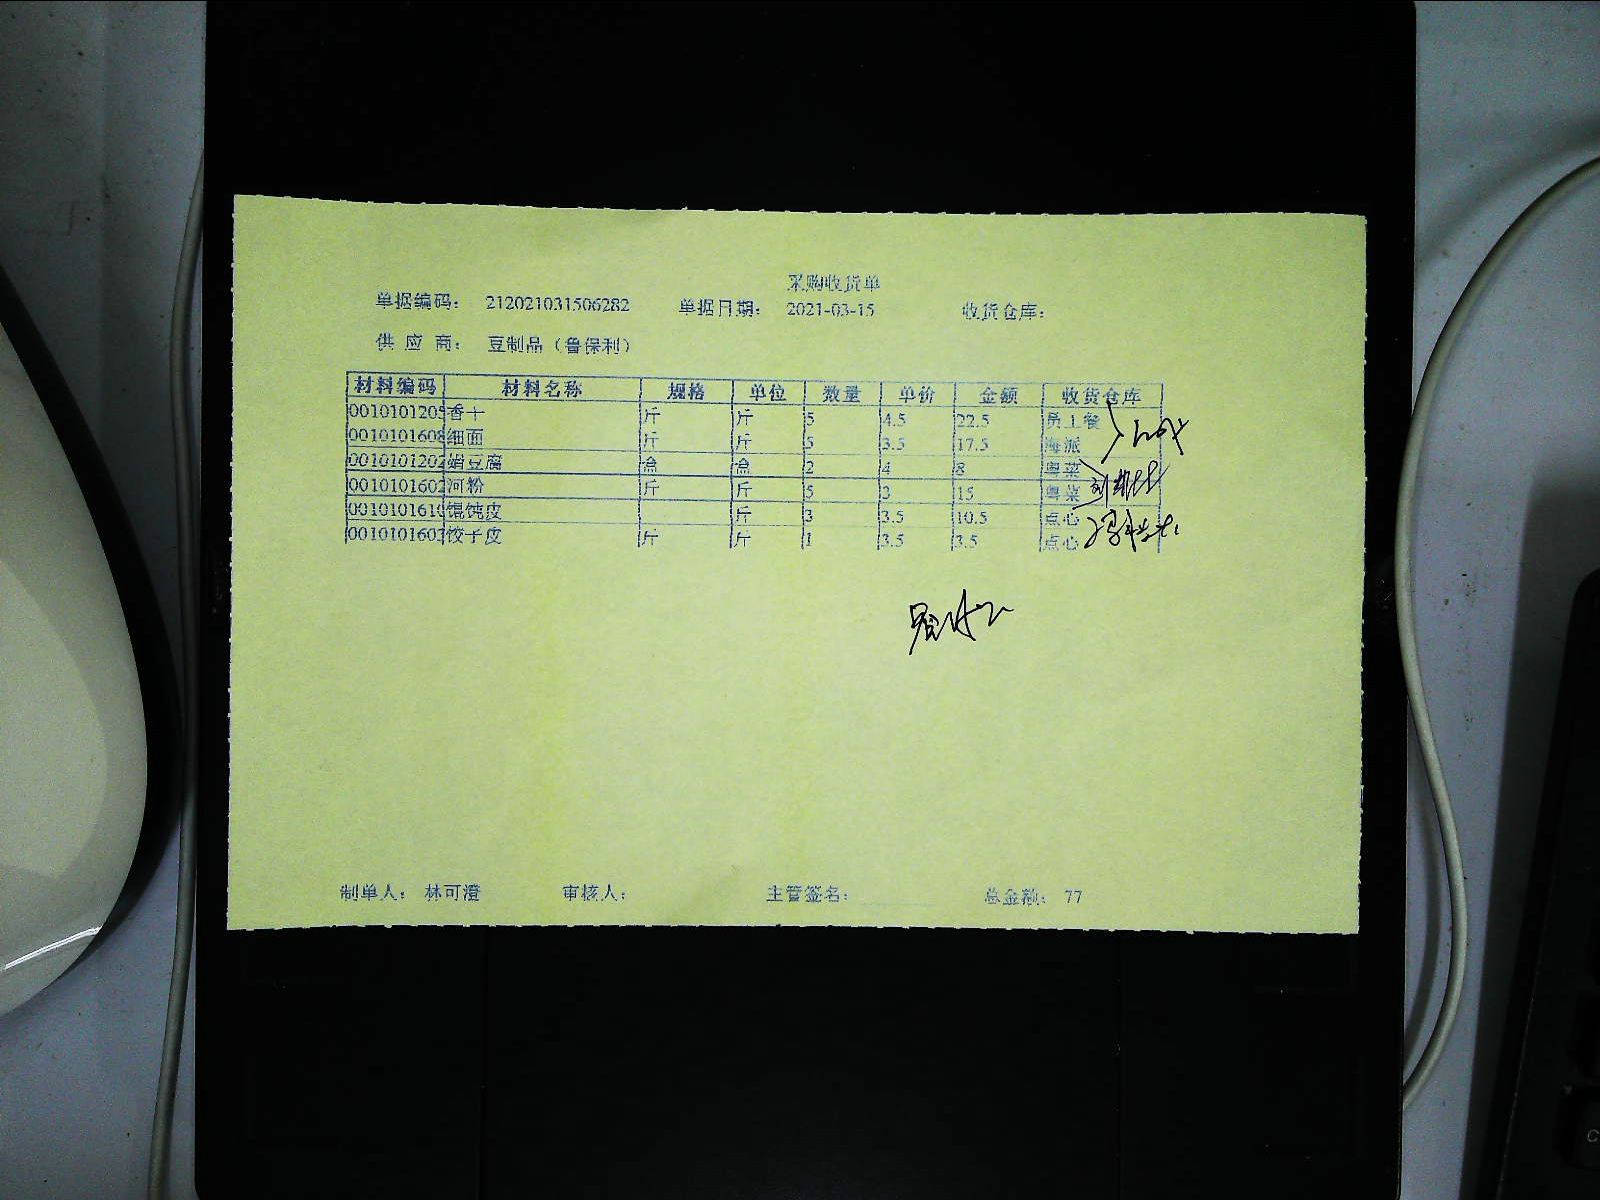 采购收货单
单据编码： 212021031506282 单据日期： 2021-03-15 收货仓库：
供 应 商： 豆制品（鲁保利）
材料编码 材料名称 规格 单位 数量 单价 金额 收货仓库
0010101205 香干 斤 斤 5 4.5 22.5 员工餐
0010101608 细面 斤 斤 5 3.5 17.5 海派
0010101202 绢豆腐 盒 盒 2 4 8 粤菜
0010101602 河粉 斤 斤 5 3 15 粤菜
001010161 馄饨皮 斤 3 3.5 10.5 点心
0010101603 饺子皮 斤 斤 1 3.5 3.5 点心
制单人： 林可澄 审核人： 主管签名： 总金额： 77